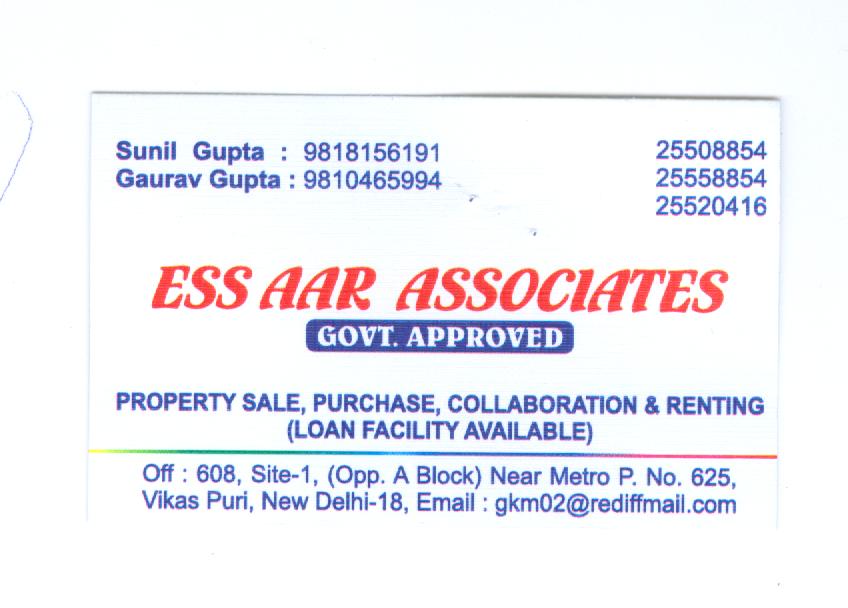 Sunil Gupta : 9818156191
Gaurav Gupta : 9810465994
25508854
25558854
25520416
ESS AAR ASSOCIATES
GOVT. APPROVED
PROPERTY SALE, PURCHASE, COLLABORATION & RENTING
(LOAN FACILITY AVAILABLE)
Off : 608, Site-1, (Opp. A Block) Near Metro P. No. 625,
Vikas Puri, New Delhi-18, Email : gkm02@rediffmail.com